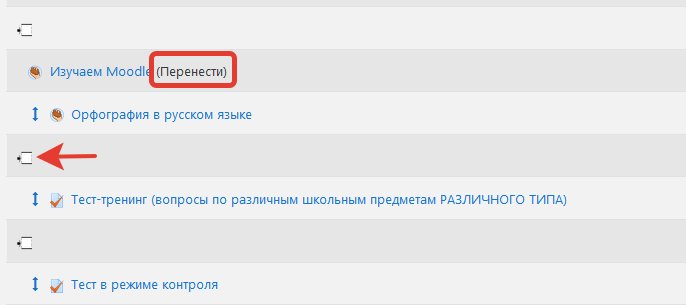 Изучаем Moodle (Перенести)
Орфография в русском языке
Тест-тренинг (вопросы по различным школьным предметам РАЗЛИЧНОГО ТИПА)
Тест в режиме контроля